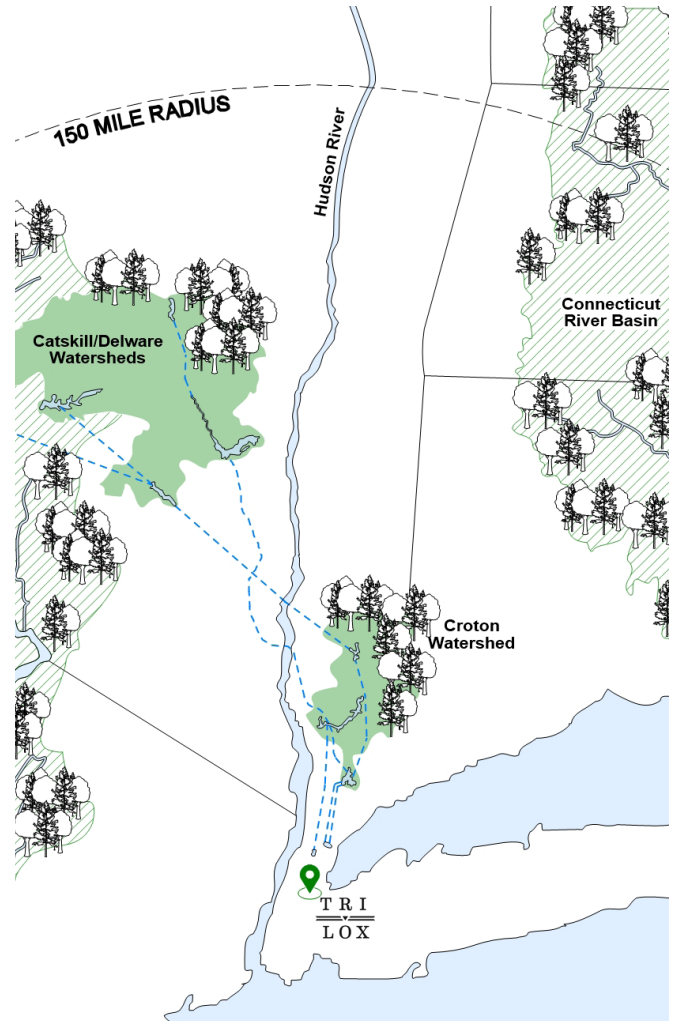 150 MILE RADIUS
Hudson River
Connecticut
River Basin
Catskill/Delware
Watersheds
Croton
Watershed
TRI
LOX